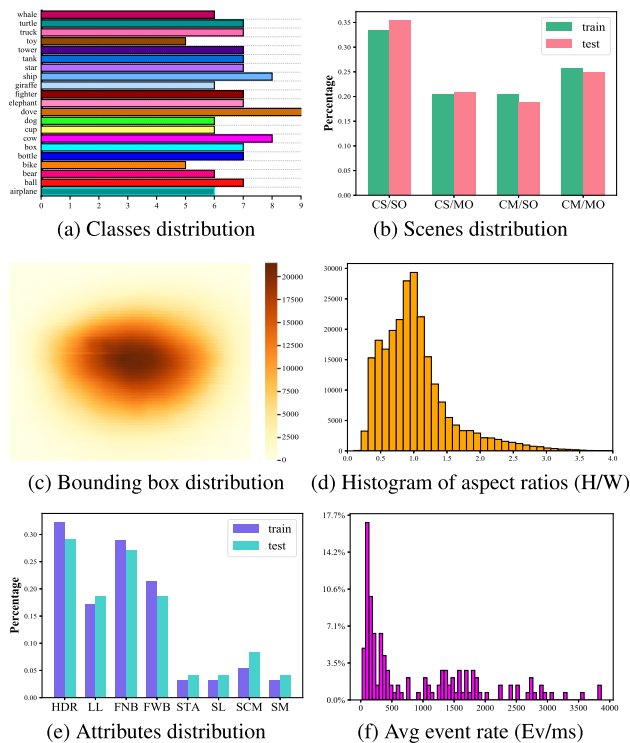 whale
turtle
truck
toy
tower
tank
star
ship
giraffe
fighter
elephant
dove
dog
cup
cow
box
bottle
bike
bear
ball
airplane
0 1 2 3 4 5 6 7 8 9
(a) Classes distribution
Percentage
0.35
0.30
0.25
0.20
0.15
0.10
0.05
0.00
train
test
CS/SO CS/MO CM/SO CM/MO
(b) Scenes distribution
20000
17500
15000
12500
10000
7500
5000
2500
0
(c) Bounding box distribution
30000
25000
20000
15000
10000
5000
0
0.0 0.5 1.0 1.5 2.0 2.5 3.0 3.5 4.0
(d) Histogram of aspect ratios (H/W)
Percentage
0.30
0.25
0.20
0.15
0.10
0.05
0.00
train
test
HDR LL FNB FWB STA SL SCM SM
(e) Attributes distribution
17.7%
14.2%
10.6%
7.1%
3.5%
0.0%
0 500 1000 1500 2000 2500 3000 3500 4000
(f) Avg event rate (Ev/ms)